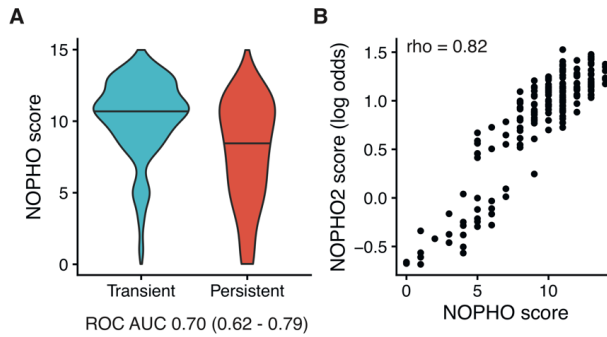 A
NOPHO score
15
10
5
0
Transient Persistent
ROC AUC 0.70 (0.62 - 0.79)
B
NOPHO2 score (log odds)
rho = 0.82
1.5
1.0
0.5
0.0
−0.5
0 5 10
NOPHO score